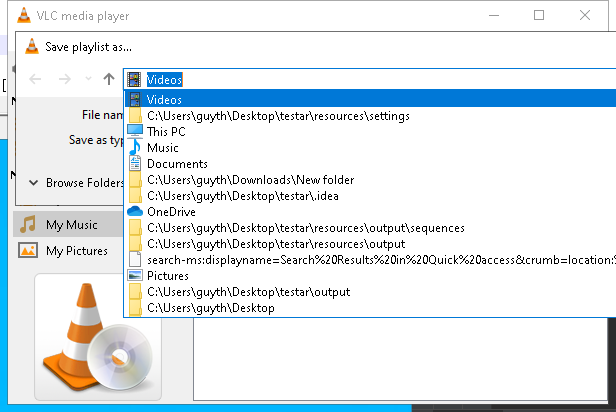 VLC media player
Save playlist as...
Videos
File nam
Save as typ
Browse Folders
Videos
C:\Users\guyth\Desktop\testar\resources\settings
This PC
Music
Documents
C:\Users\guyth\Downloads\New folder
C:\Users\guyth\Desktop\testar\.idea
OneDrive
C:\Users\guyth\Desktop\testar\resources\output\sequences
C:\Users\guyth\Desktop\testar\resources\output
search-ms:displayname=Search%20Results%20in%20Quick%20access&crumb=location:
Pictures
C:\Users\guyth\Desktop\testar\output
C:\Users\guyth\Desktop
My Music
My Pictures